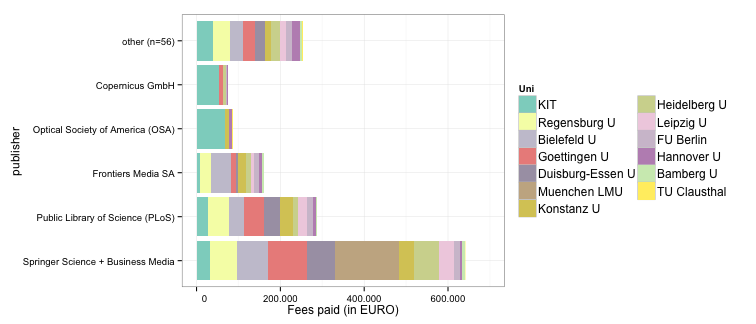 publisher
other (n=56)
Copernicus GmbH
Optical Society of America (OSA)
Frontiers Media SA
Public Library of Science (PLoS)
Springer Science + Business Media
0 200.000 400.000 600.000
Fees paid (in EURO)
Uni
KIT
Regensburg U
Bielefeld U
Goettingen U
Duisburg-Essen U
Muenchen LMU
Konstanz U
Heidelberg U
Leipzig U
FU Berlin
Hannover U
Bamberg U
TU Clausthal